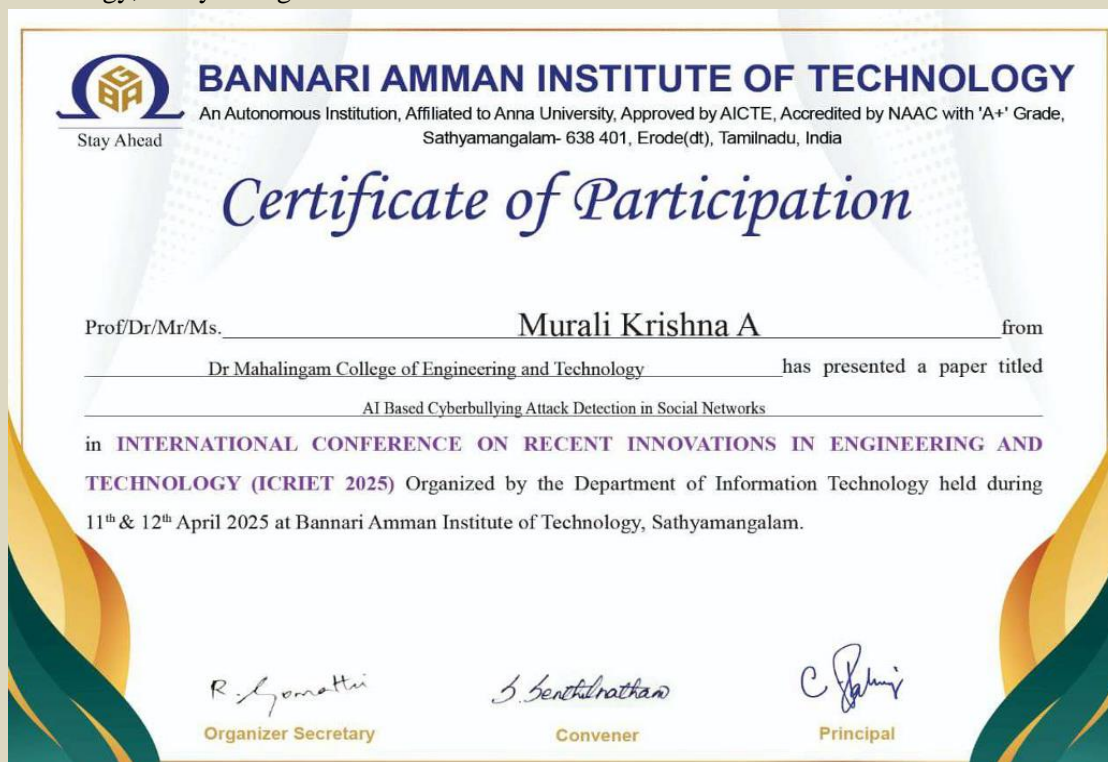 BANNARI AMMAN INSTITUTE OF TECHNOLOGY
An Autonomous Institution, Affiliated to Anna University, Approved by AICTE, Accredited by NAAC with 'A+' Grade,
Stay Ahead
Sathyamangalam- 638 401, Erode(dt), Tamilnadu, India
Certificate of Participation
Prof/Dr/Mr/Ms. Murali Krishna A from
Dr Mahalingam College of Engineering and Technology has presented a paper titled
AI Based Cyberbullying Attack Detection in Social Networks
in INTERNATIONAL CONFERENCE ON RECENT INNOVATIONS IN ENGINEERING AND
TECHNOLOGY (ICRIET 2025) Organized by the Department of Information Technology held during
11th & 12th April 2025 at Bannari Amman Institute of Technology, Sathyamangalam.
S. Senthilnathan
Organizer Secretary Convener Principal